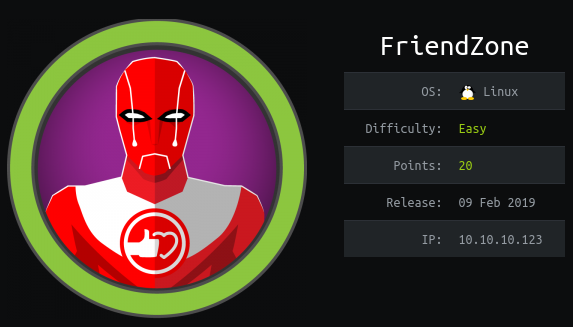 FriendZone
OS: Linux
Difficulty: Easy
Points: 20
Release: 09 Feb 2019
IP: 10.10.10.123